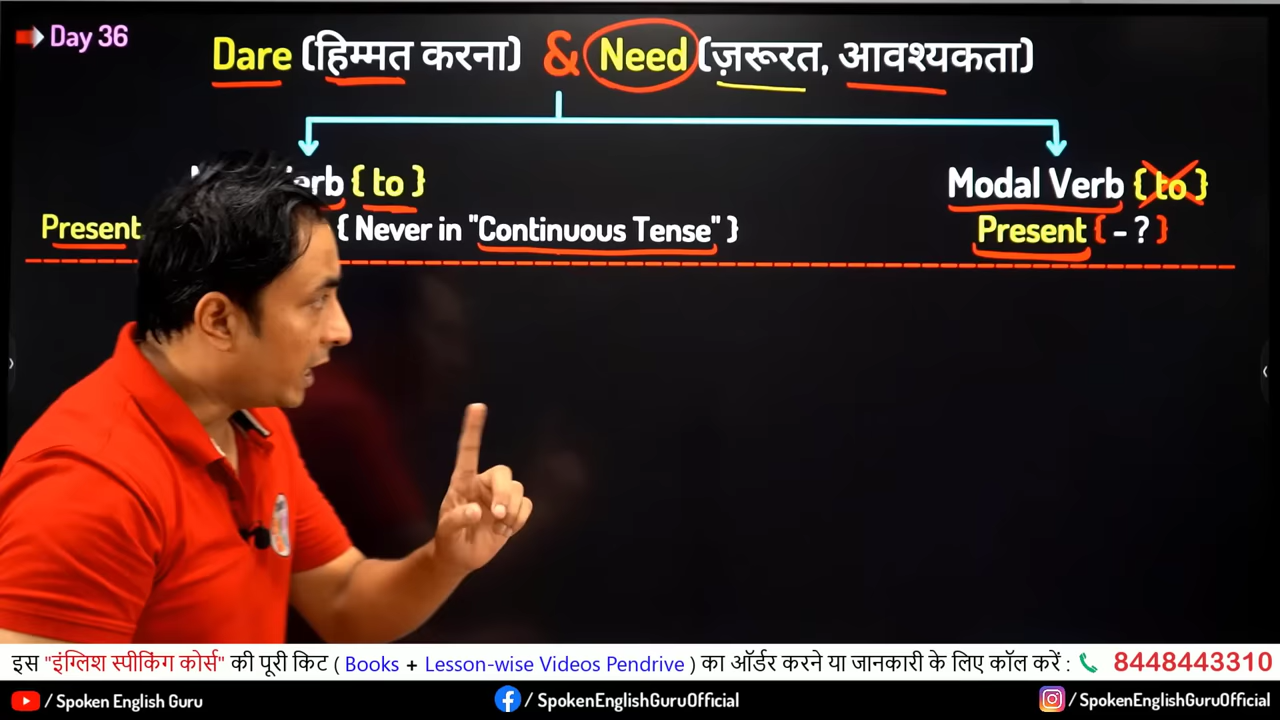 Day 36
Dare (हिम्मत करना) & Need (ज़रूरत, आवश्यकता)
{ to }
Modal Verb { to }
Present { Never in "Continuous Tense" }
Present { - ? }
इस "इंग्लिश स्पीकिंग कोर्स" की पूरी किट ( Books + Lesson-wise Videos Pendrive ) का ऑर्डर करने या जानकारी के लिए कॉल करें : 8448443310
/ Spoken English Guru
/ SpokenEnglishGuruOfficial
/ SpokenEnglishGuruOfficial